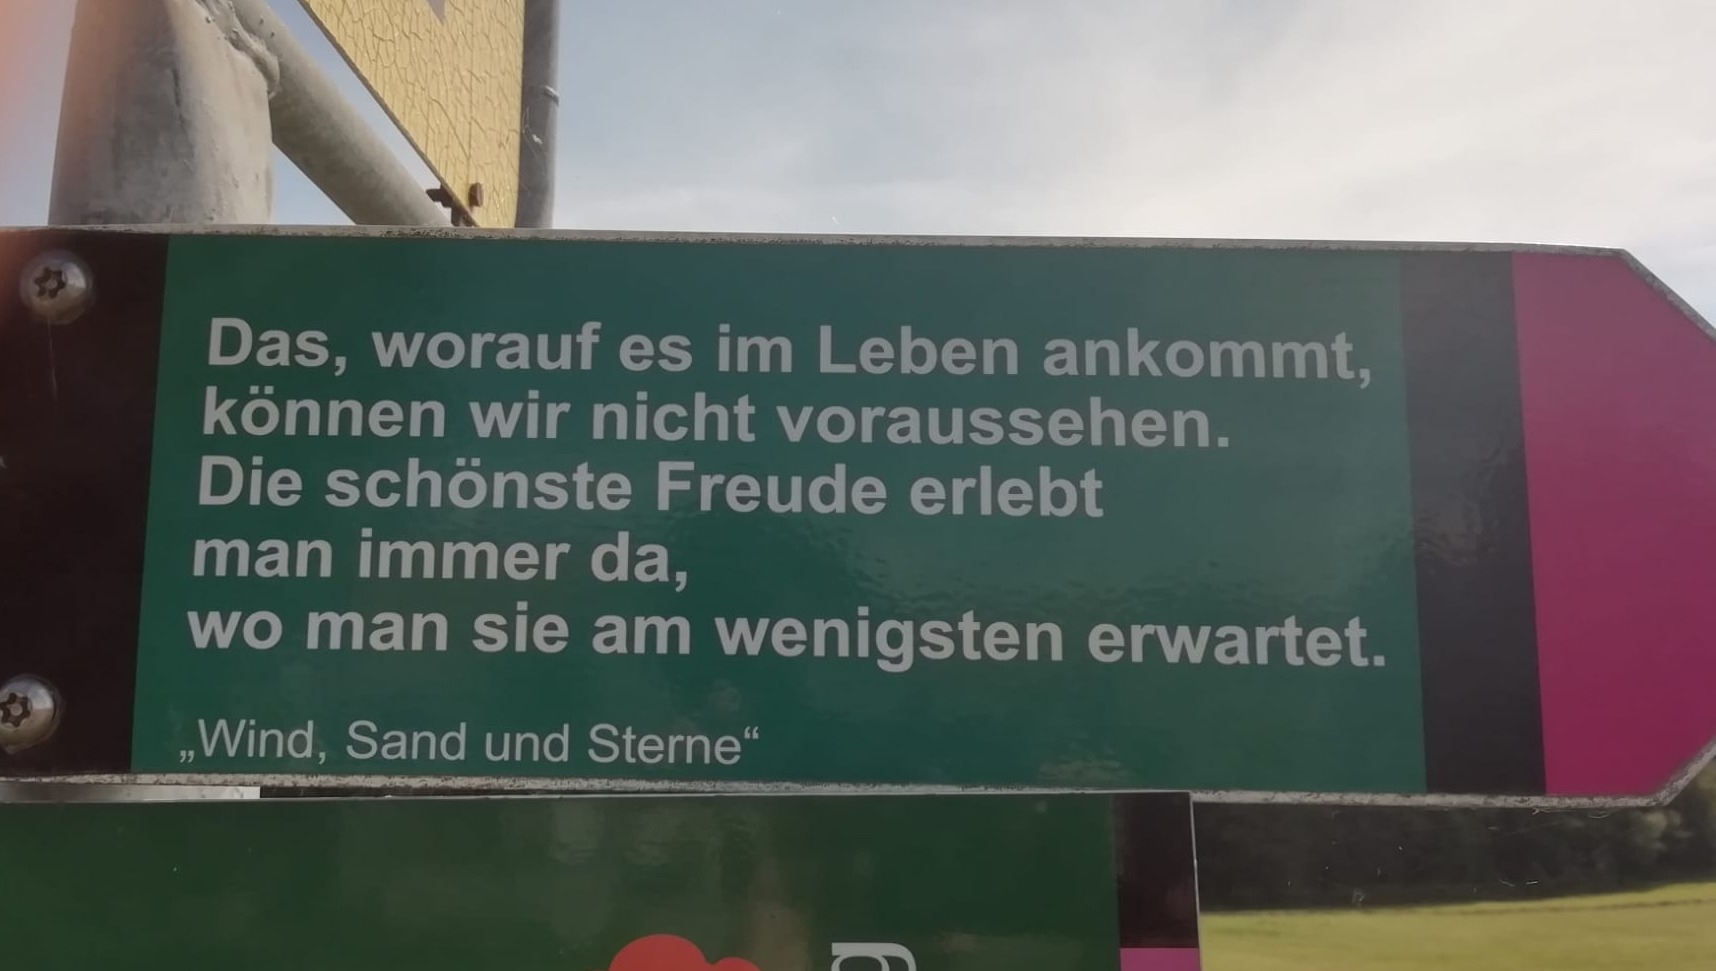 Das, worauf es im Leben ankommt,
können wir nicht voraussehen.
Die schönste Freude erlebt
man immer da,
wo man sie am wenigsten erwartet.
„Wind, Sand und Sterne“